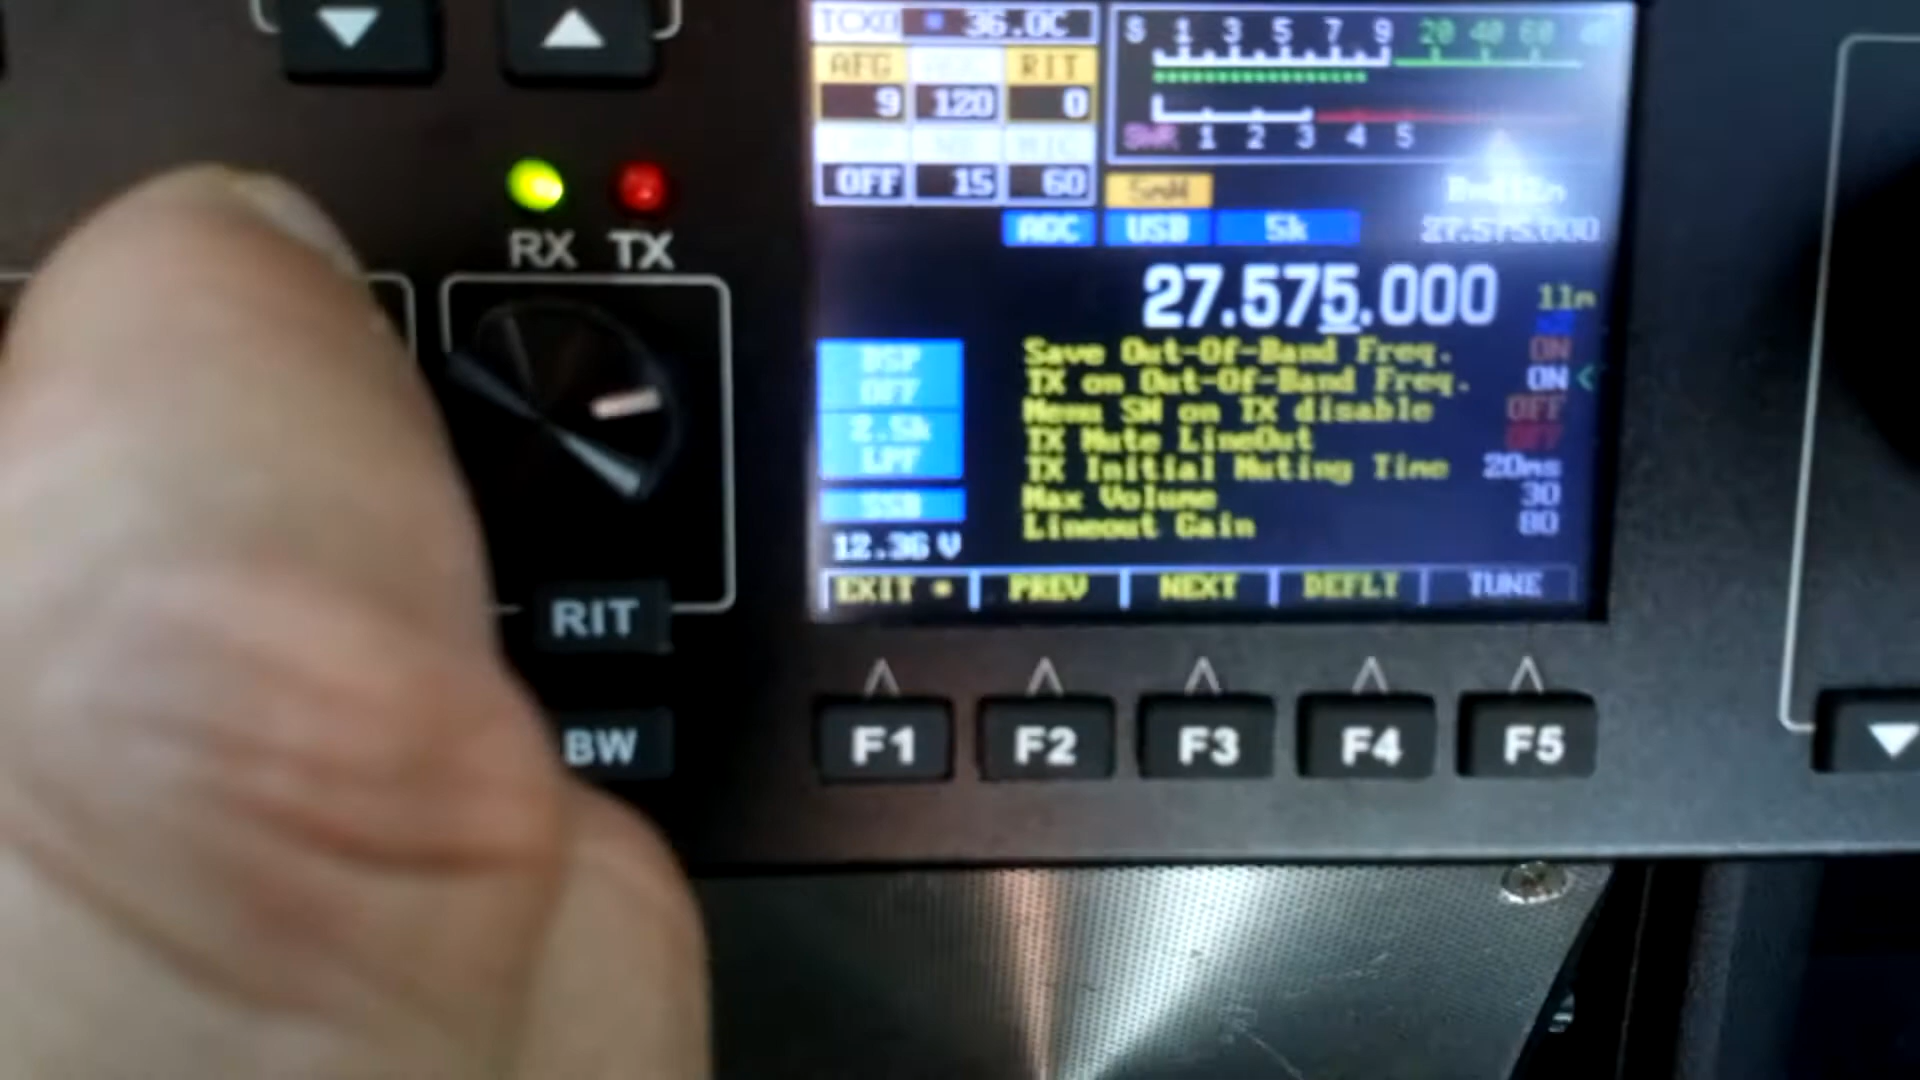 TCXO 36.0C
S 1 3 5 7 9 20 40 60
AFG RIT
9 120 0
SWR 1 2 3 4 5
OFF 15 60
5mW
AGC USB 5k 27.575.000
27.575.000 11m
RX TX
Save Out-Of-Band Freq. ON
TX on Out-Of-Band Freq. ON <
Menu SW on TX disable OFF
TX Mute LineOut OFF
TX Initial Muting Time 20ms
Max Volume 30
Lineout Gain 80
DSP
OFF
2.5k
LPF
SSB
12.36 V
EXIT * PREV NEXT DEFLT TUNE
RIT
BW
F1 F2 F3 F4 F5